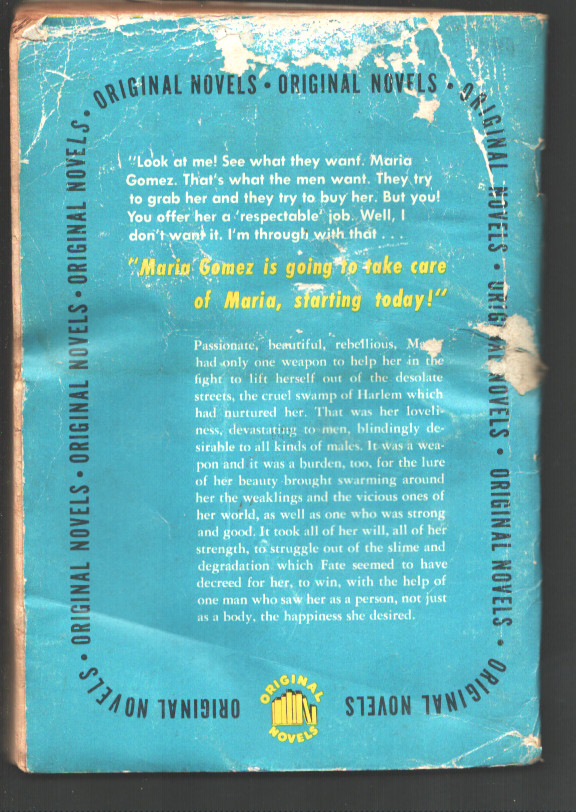 ORIGINAL NOVELS • ORIGINAL NOVELS • ORIGINAL NOVELS • ORIGINAL NOVELS • ORIGINAL NOVELS • ORIGINAL NOVELS
ORIGINAL NOVELS • ORIGINAL NOVELS • ORIGINAL NOVELS • ORIGINAL NOVELS •
"Look at me! See what they want. Maria
Gomez. That's what the men want. They try
to grab her and they try to buy her. But you!
You offer her a 'respectable' job. Well, I
don't want it. I'm through with that . . .
"Maria Gomez is going to take care
of Maria, starting today!"
Passionate, beautiful, rebellious,
had only one weapon to help her in the
fight to lift herself out of the desolate
streets, the cruel swamp of Harlem which
had nurtured her. That was her loveli-
ness, devastating to men, blindingly de-
sirable to all kinds of males. It was a wea-
pon and it was a burden, too, for the lure
of her beauty brought swarming around
her the weaklings and the vicious ones of
her world, as well as one who was strong
and good. It took all of her will, all of her
strength, to struggle out of the slime and
degradation which Fate seemed to have
decreed for her, to win, with the help of
one man who saw her as a person, not just
as a body, the happiness she desired.
ORIGINAL
NOVELS